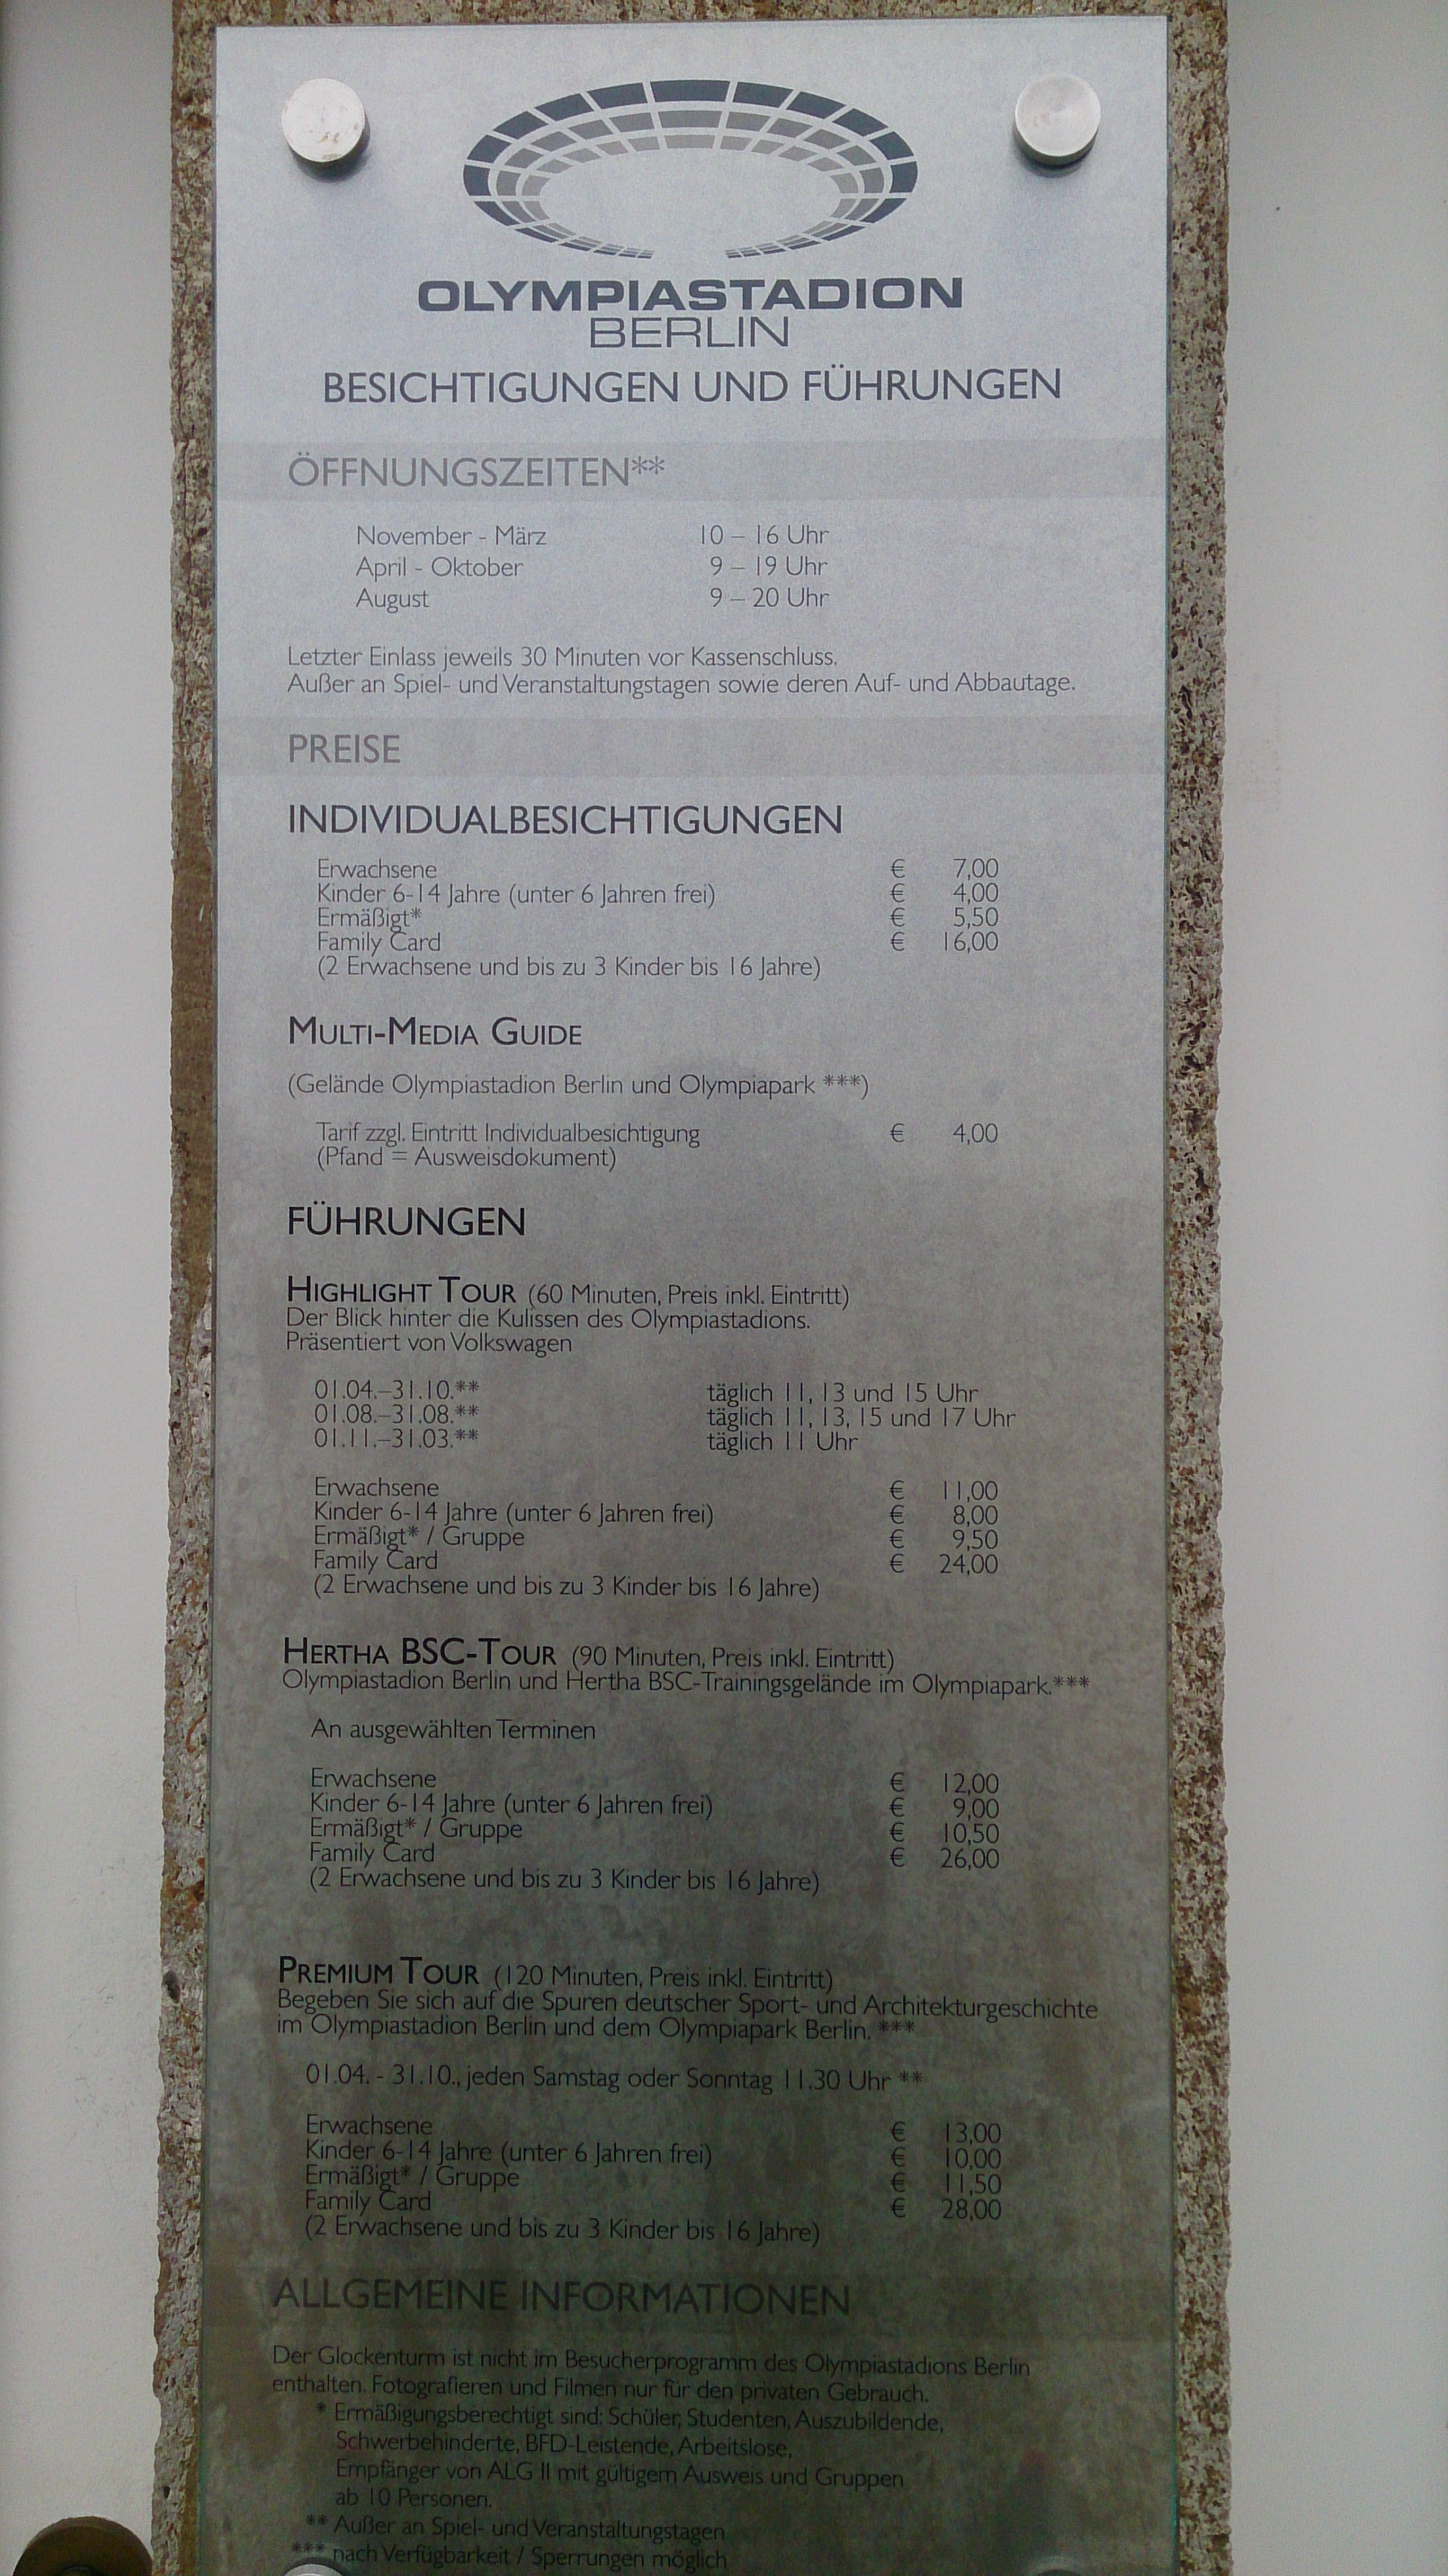 OLYMPIASTADION
BERLIN
BESICHTIGUNGEN UND FÜHRUNGEN
ÖFFNUNGSZEITEN**
November - März 10 – 16 Uhr
April - Oktober 9 – 19 Uhr
August 9 – 20 Uhr
Letzter Einlass jeweils 30 Minuten vor Kassenschluss.
Außer an Spiel- und Veranstaltungstagen sowie deren Auf- und Abbautage.
PREISE
INDIVIDUALBESICHTIGUNGEN
Erwachsene € 7,00
Kinder 6-14 Jahre (unter 6 Jahren frei) € 4,00
Ermäßigt* € 5,50
Family Card € 16,00
(2 Erwachsene und bis zu 3 Kinder bis 16 Jahre)
MULTI-MEDIA GUIDE
(Gelände Olympiastadion Berlin und Olympiapark ***)
Tarif zzgl. Eintritt Individualbesichtigung € 4,00
(Pfand = Ausweisdokument)
FÜHRUNGEN
HIGHLIGHT TOUR (60 Minuten, Preis inkl. Eintritt)
Der Blick hinter die Kulissen des Olympiastadions.
Präsentiert von Volkswagen
01.04.–31.10.** täglich 11, 13 und 15 Uhr
01.08.–31.08.** täglich 11, 13, 15 und 17 Uhr
01.11.–31.03.** täglich 11 Uhr
Erwachsene € 11,00
Kinder 6-14 Jahre (unter 6 Jahren frei) € 8,00
Ermäßigt* / Gruppe € 9,50
Family Card € 24,00
(2 Erwachsene und bis zu 3 Kinder bis 16 Jahre)
HERTHA BSC-TOUR (90 Minuten, Preis inkl. Eintritt)
Olympiastadion Berlin und Hertha BSC-Trainingsgelände im Olympiapark.***
An ausgewählten Terminen
Erwachsene € 12,00
Kinder 6-14 Jahre (unter 6 Jahren frei) € 9,00
Ermäßigt* / Gruppe € 10,50
Family Card € 26,00
(2 Erwachsene und bis zu 3 Kinder bis 16 Jahre)
PREMIUM TOUR (120 Minuten, Preis inkl. Eintritt)
Begeben Sie sich auf die Spuren deutscher Sport- und Architekturgeschichte
im Olympiastadion Berlin und dem Olympiapark Berlin. ***
01.04. - 31.10., jeden Samstag oder Sonntag 11.30 Uhr **
Erwachsene € 13,00
Kinder 6-14 Jahre (unter 6 Jahren frei) € 10,00
Ermäßigt* / Gruppe € 11,50
Family Card € 28,00
(2 Erwachsene und bis zu 3 Kinder bis 16 Jahre)
ALLGEMEINE INFORMATIONEN
Der Glockenturm ist nicht im Besucherprogramm des Olympiastadions Berlin
enthalten. Fotografieren und Filmen nur für den privaten Gebrauch.
* Ermäßigungsberechtigt sind: Schüler, Studenten, Auszubildende,
Schwerbehinderte, BFD-Leistende, Arbeitslose,
Empfänger von ALG II mit gültigem Ausweis und Gruppen
ab 10 Personen.
** Außer an Spiel- und Veranstaltungstagen
*** nach Verfügbarkeit / Sperrungen möglich